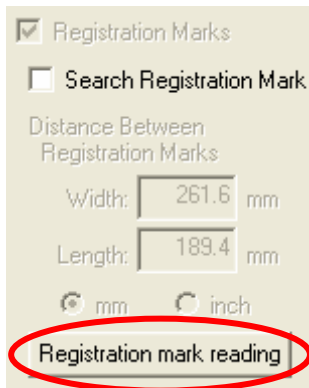 Registration Marks
Search Registration Mark
Distance Between
Registration Marks
Width: 261.6 mm
Length: 189.4 mm
mm inch
Registration mark reading